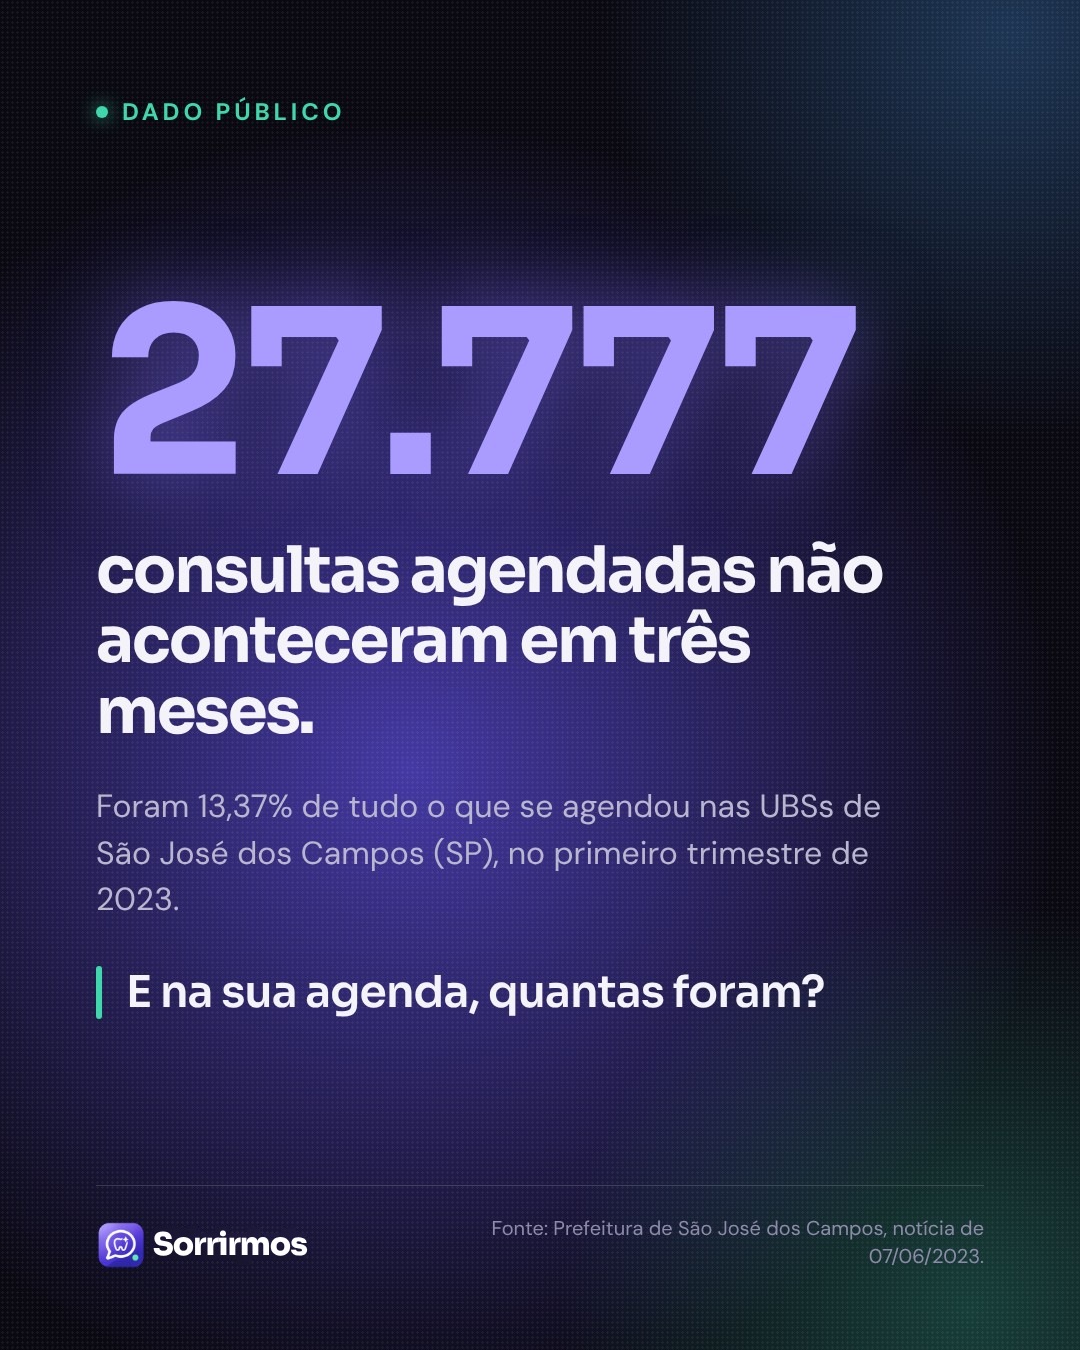 DADO PÚBLICO
27.777
consultas agendadas não
aconteceram em três
meses.
Foram 13,37% de tudo o que se agendou nas UBSs de
São José dos Campos (SP), no primeiro trimestre de
2023.
E na sua agenda, quantas foram?
Sorrirmos
Fonte: Prefeitura de São José dos Campos, notícia de
07/06/2023.